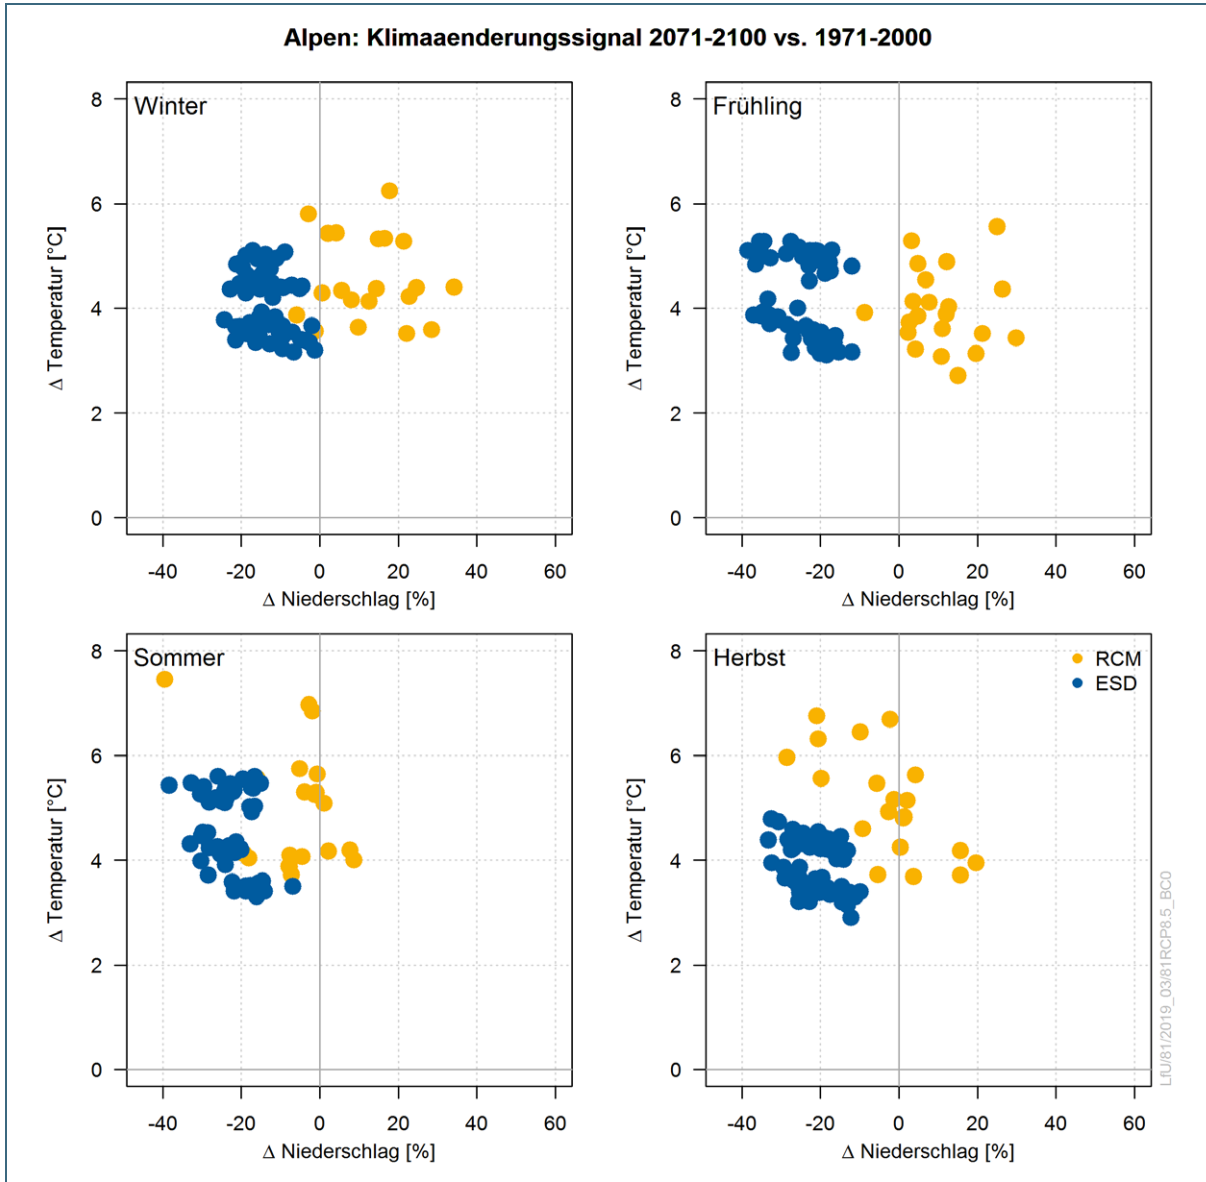 Alpen: Klimaaenderungssignal 2071-2100 vs. 1971-2000
Winter
8
6
4
2
0
Δ Temperatur [°C]
-40 -20 0 20 40 60
Δ Niederschlag [%]
Frühling
8
6
4
2
0
Δ Temperatur [°C]
-40 -20 0 20 40 60
Δ Niederschlag [%]
Sommer
8
6
4
2
0
Δ Temperatur [°C]
-40 -20 0 20 40 60
Δ Niederschlag [%]
Herbst
RCM
ESD
8
6
4
2
0
Δ Temperatur [°C]
-40 -20 0 20 40 60
Δ Niederschlag [%]
LfU/81/2019_03/81RCP8.5_BC0